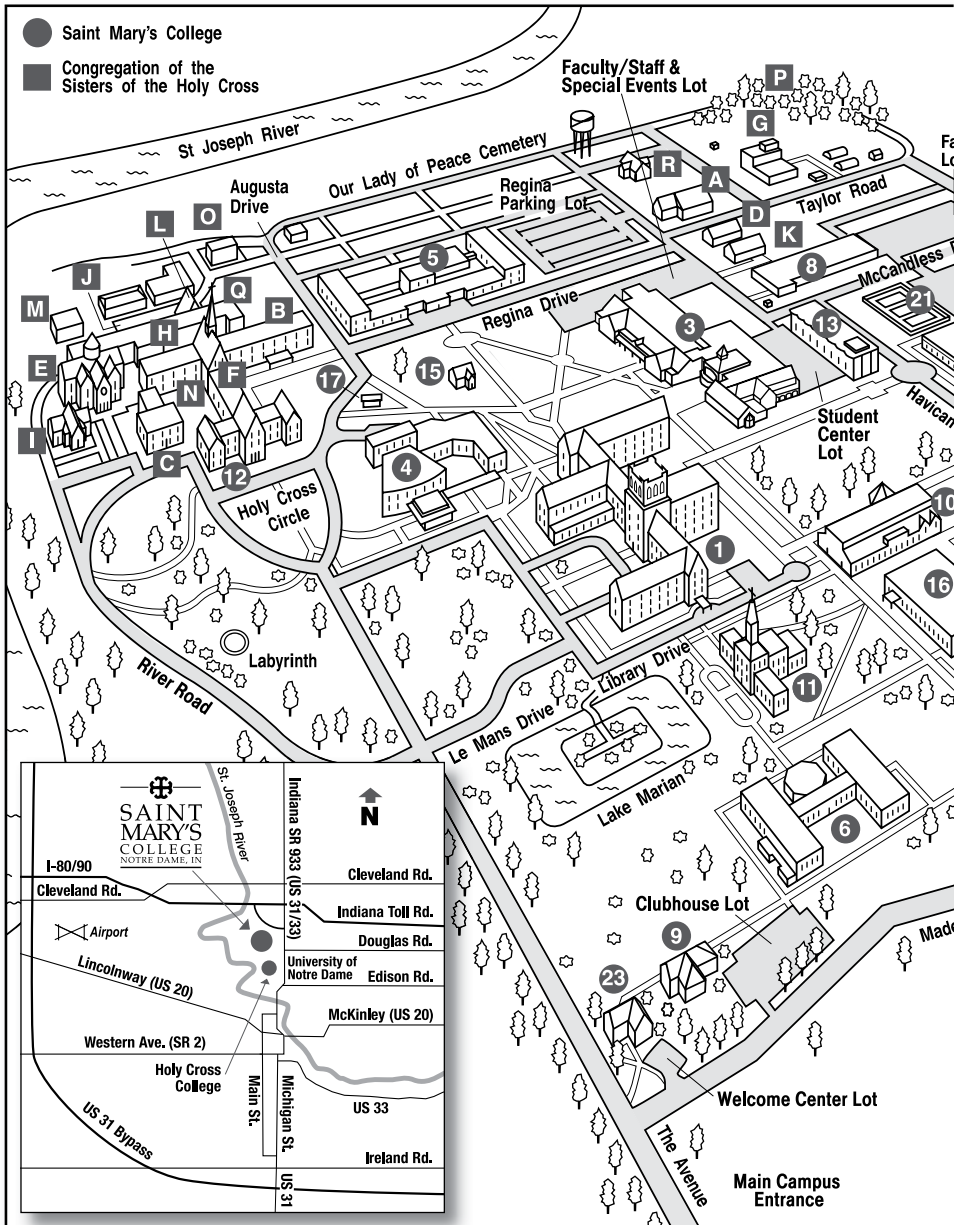 Saint Mary's College
Congregation of the
Sisters of the Holy Cross
St Joseph River
Faculty/Staff &
Special Events Lot
P
G
Our Lady of Peace Cemetery
R
A
Taylor Road
Augusta
Drive
Regina
Parking Lot
L
O
D
K
5
8
McCandless
J
M
Q
B
H
Regina Drive
3
21
13
E
F
N
17
15
I
C
12
Student
Center
Lot
Havican
4
Holy Cross
Circle
10
1
16
Labyrinth
River Road
Library Drive
11
Le Mans Drive
Lake Marian
6
Clubhouse Lot
Made
9
23
Welcome Center Lot
The Avenue
Main Campus
Entrance
SAINT
MARY'S
COLLEGE
NOTRE DAME, IN
St. Joseph River
Indiana SR 933 (US 31/33)
N
I-80/90
Cleveland Rd.
Cleveland Rd.
Indiana Toll Rd.
Airport
Douglas Rd.
University of
Notre Dame
Lincolnway (US 20)
Edison Rd.
McKinley (US 20)
Western Ave. (SR 2)
Holy Cross
College
Main St.
Michigan St.
US 33
US 31 Bypass
Ireland Rd.
US 31